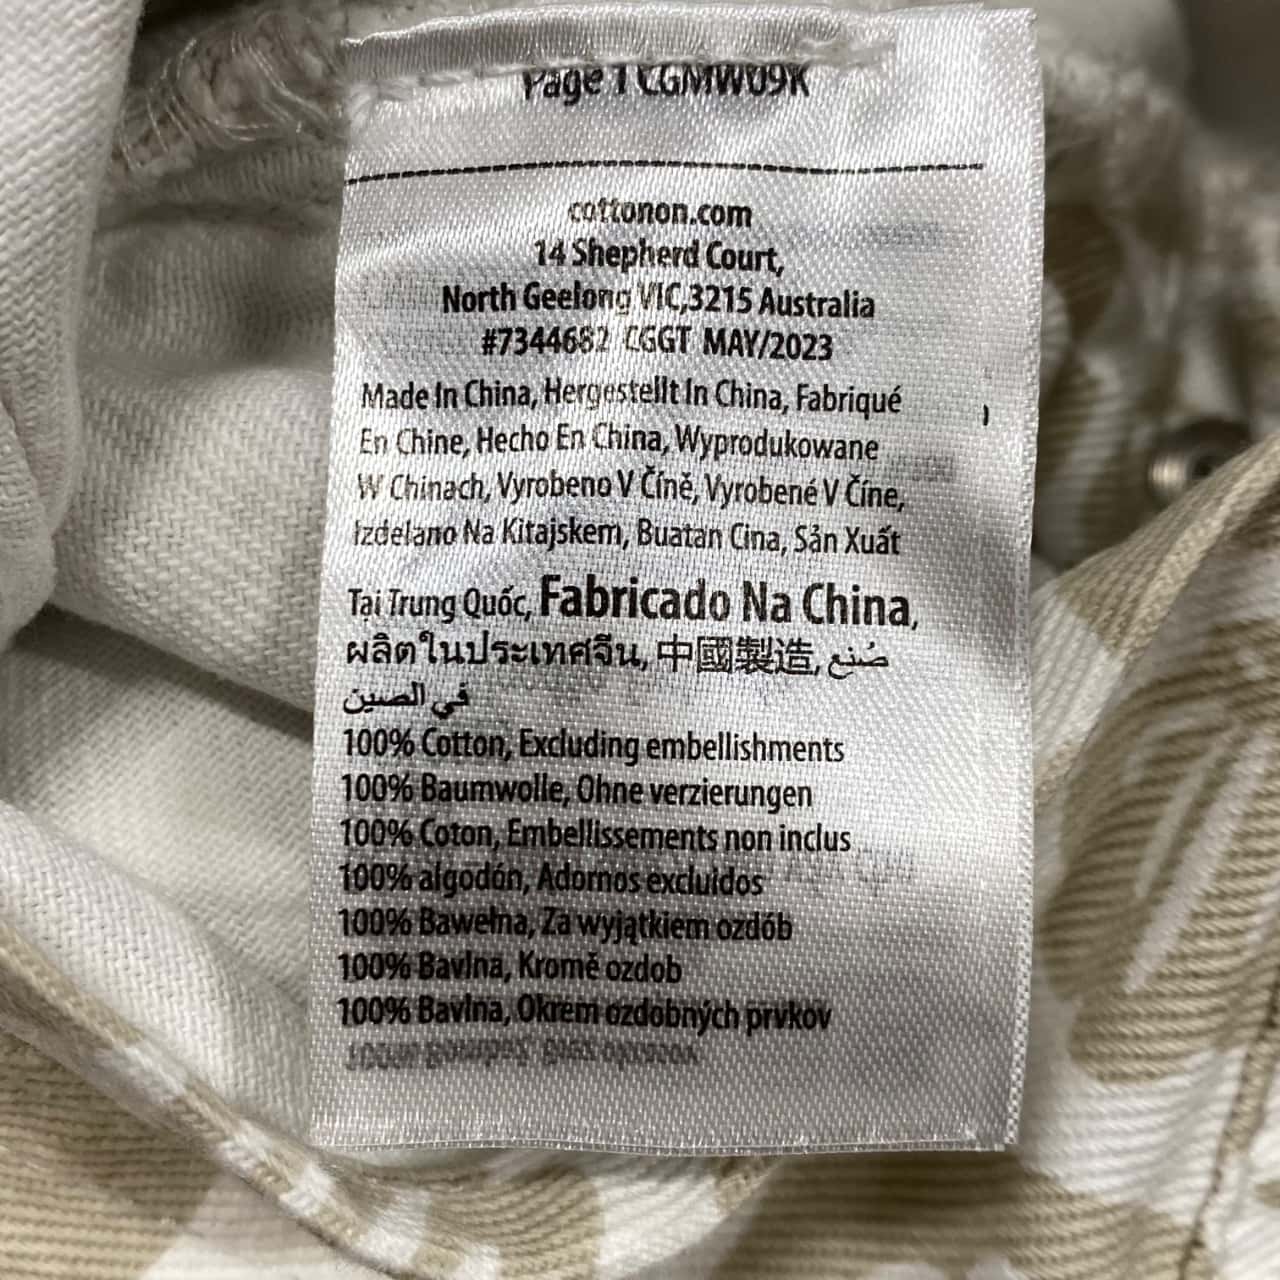 Page 1 CGMW09K
cottonon.com
14 Shepherd Court,
North Geelong VIC,3215 Australia
#7344682 CGGT MAY/2023
Made In China, Hergestellt In China, Fabriqué
En Chine, Hecho En China, Wyprodukowane
W Chinach, Vyrobeno V Číně, Vyrobené V Číne,
Izdelano Na Kitajskem, Buatan Cina, Sản Xuất
Tại Trung Quốc, Fabricado Na China,
ผลิตในประเทศจีน, 中國製造, صُنع
في الصين
100% Cotton, Excluding embellishments
100% Baumwolle, Ohne verzierungen
100% Coton, Embellissements non inclus
100% algodón, Adornos excluidos
100% Bawełna, Za wyjątkiem ozdób
100% Bavlna, Kromě ozdob
100% Bavlna, Okrem ozdobných prvkov